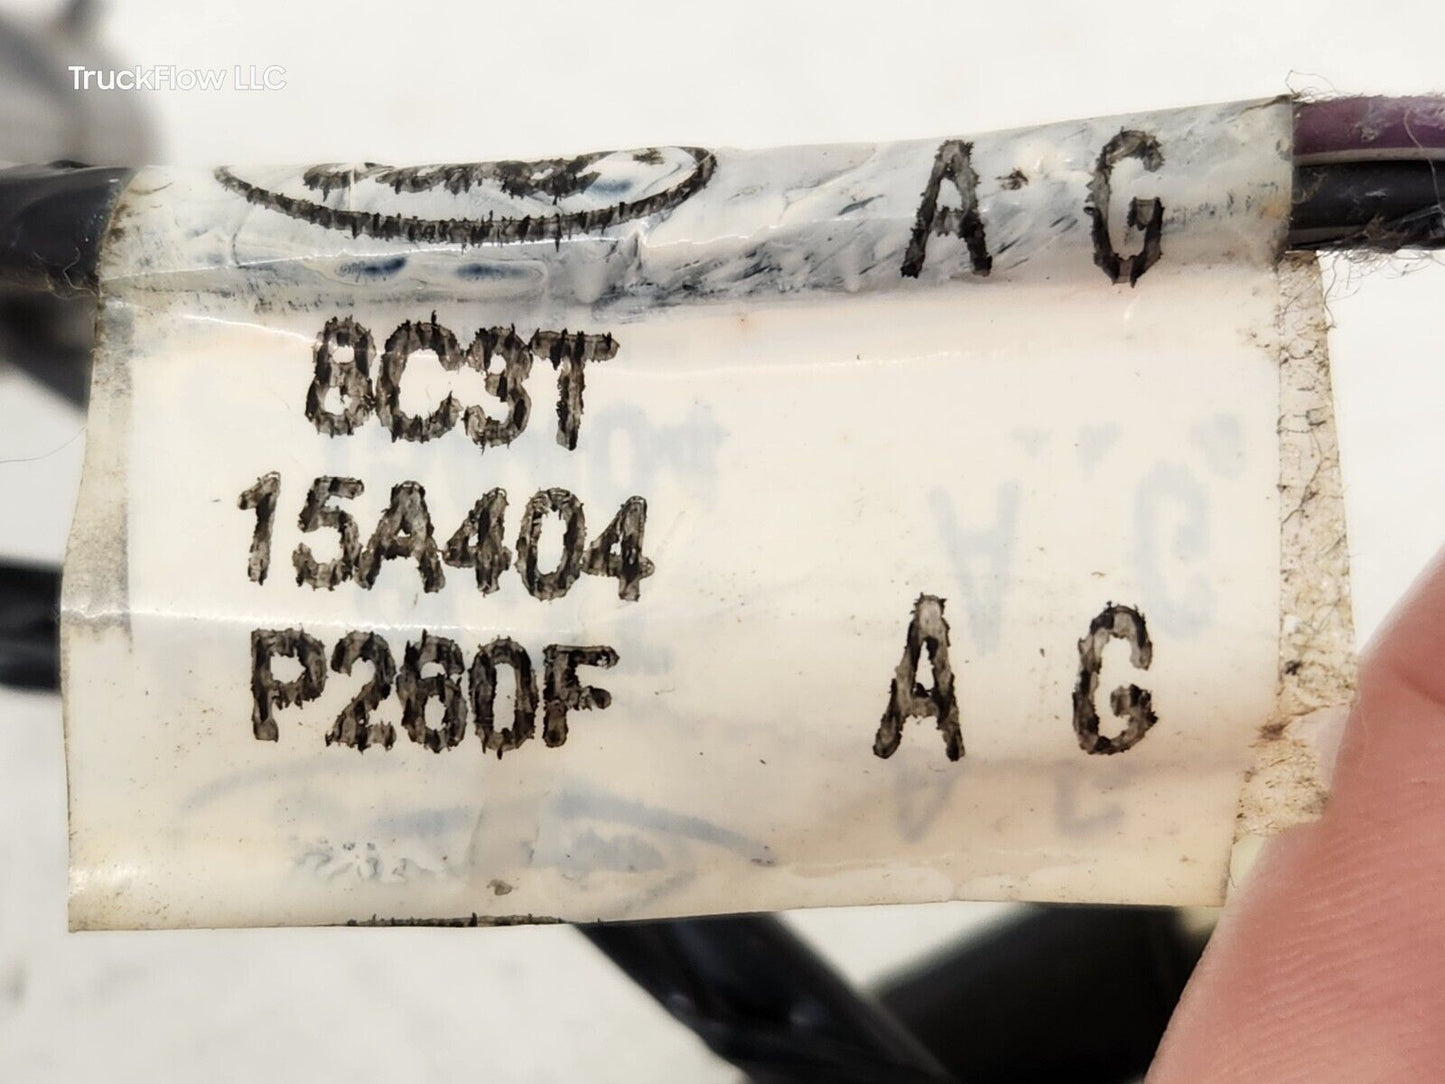 TruckFlow LLC
A G
8C3T
15A404
P260F A G
A G